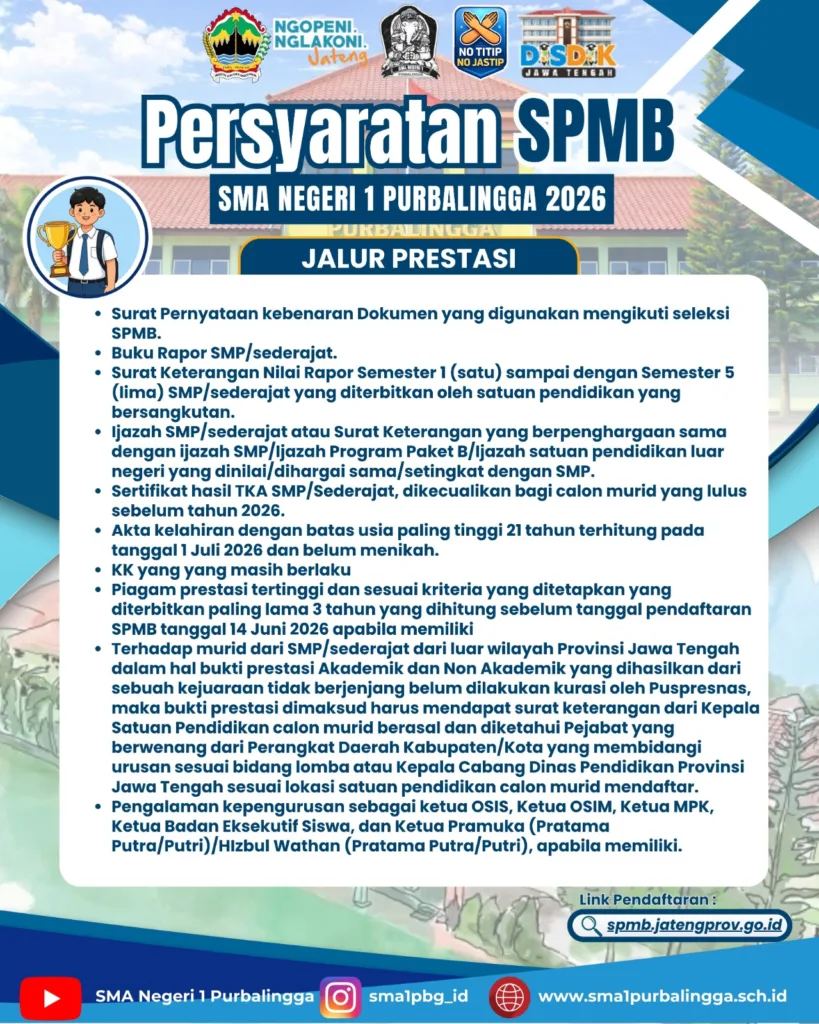 NGOPENI.
NGLAKONI.
Jateng
NO TITIP
NO JASTIP
DISDIK
JAWA TENGAH
Persyaratan SPMB
SMA NEGERI 1 PURBALINGGA 2026
PURBALINGGA
JALUR PRESTASI
• Surat Pernyataan kebenaran Dokumen yang digunakan mengikuti seleksi
SPMB.
• Buku Rapor SMP/sederajat.
• Surat Keterangan Nilai Rapor Semester 1 (satu) sampai dengan Semester 5
(lima) SMP/sederajat yang diterbitkan oleh satuan pendidikan yang
bersangkutan.
• Ijazah SMP/sederajat atau Surat Keterangan yang berpenghargaan sama
dengan ijazah SMP/Ijazah Program Paket B/Ijazah satuan pendidikan luar
negeri yang dinilai/dihargai sama/setingkat dengan SMP.
• Sertifikat hasil TKA SMP/Sederajat, dikecualikan bagi calon murid yang lulus
sebelum tahun 2026.
• Akta kelahiran dengan batas usia paling tinggi 21 tahun terhitung pada
tanggal 1 Juli 2026 dan belum menikah.
• KK yang yang masih berlaku
• Piagam prestasi tertinggi dan sesuai kriteria yang ditetapkan yang
diterbitkan paling lama 3 tahun yang dihitung sebelum tanggal pendaftaran
SPMB tanggal 14 Juni 2026 apabila memiliki
• Terhadap murid dari SMP/sederajat dari luar wilayah Provinsi Jawa Tengah
dalam hal bukti prestasi Akademik dan Non Akademik yang dihasilkan dari
sebuah kejuaraan tidak berjenjang belum dilakukan kurasi oleh Puspresnas,
maka bukti prestasi dimaksud harus mendapat surat keterangan dari Kepala
Satuan Pendidikan calon murid berasal dan diketahui Pejabat yang
berwenang dari Perangkat Daerah Kabupaten/Kota yang membidangi
urusan sesuai bidang lomba atau Kepala Cabang Dinas Pendidikan Provinsi
Jawa Tengah sesuai lokasi satuan pendidikan calon murid mendaftar.
• Pengalaman kepengurusan sebagai ketua OSIS, Ketua OSIM, Ketua MPK,
Ketua Badan Eksekutif Siswa, dan Ketua Pramuka (Pratama
Putra/Putri)/HIzbul Wathan (Pratama Putra/Putri), apabila memiliki.
Link Pendaftaran :
spmb.jatengprov.go.id
SMA Negeri 1 Purbalingga
sma1pbg_id
www.sma1purbalingga.sch.id